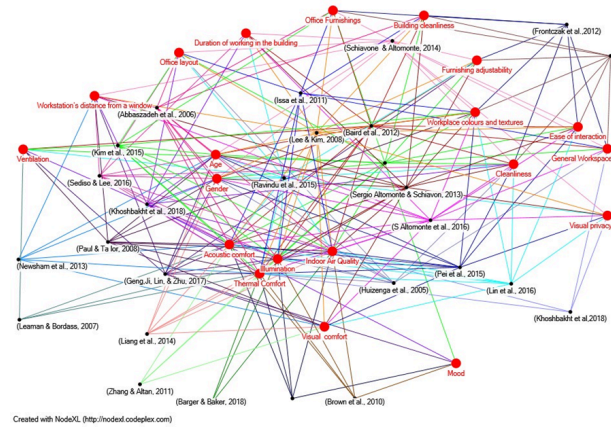 Office Furnishings
Building cleanliness
(Frontczak et al.,2012)
Duration of working in the building
(Schiavone & Altomonte, 2014)
Office layout
Furnishing adjustability
Workstation's distance from a window
(Issa et al., 2011)
(Abbaszadeh et al., 2006)
Workplace colours and textures
(Lee & Kim, 2008)
(Baird et al., 2012)
Ease of interaction
Ventilation
(Kim et al., 2015)
General Workspace
Age
Cleanliness
(Sediso & Lee, 2016)
Gender
(Ravindu et al., 2015)
(Sergio Altomonte & Schiavon, 2013)
(Khoshbakht et al., 2018)
Visual privacy
(S Altomonte et al., 2016)
(Paul & Ta lor, 2008)
Acoustic comfort
Indoor Air Quality
Illumination
(Newsham et al., 2013)
(Geng,Ji, Lin, & Zhu, 2017)
Thermal Comfort
(Pei et al., 2015)
(Huizenga et al., 2005)
(Lin et al., 2016)
(Leaman & Bordass, 2007)
(Khoshbakht et al,2018)
Visual comfort
(Liang et al., 2014)
Mood
(Zhang & Altan, 2011)
(Barger & Baker, 2018)
(Brown et al., 2010)
Created with NodeXL (http://nodexl.codeplex.com)